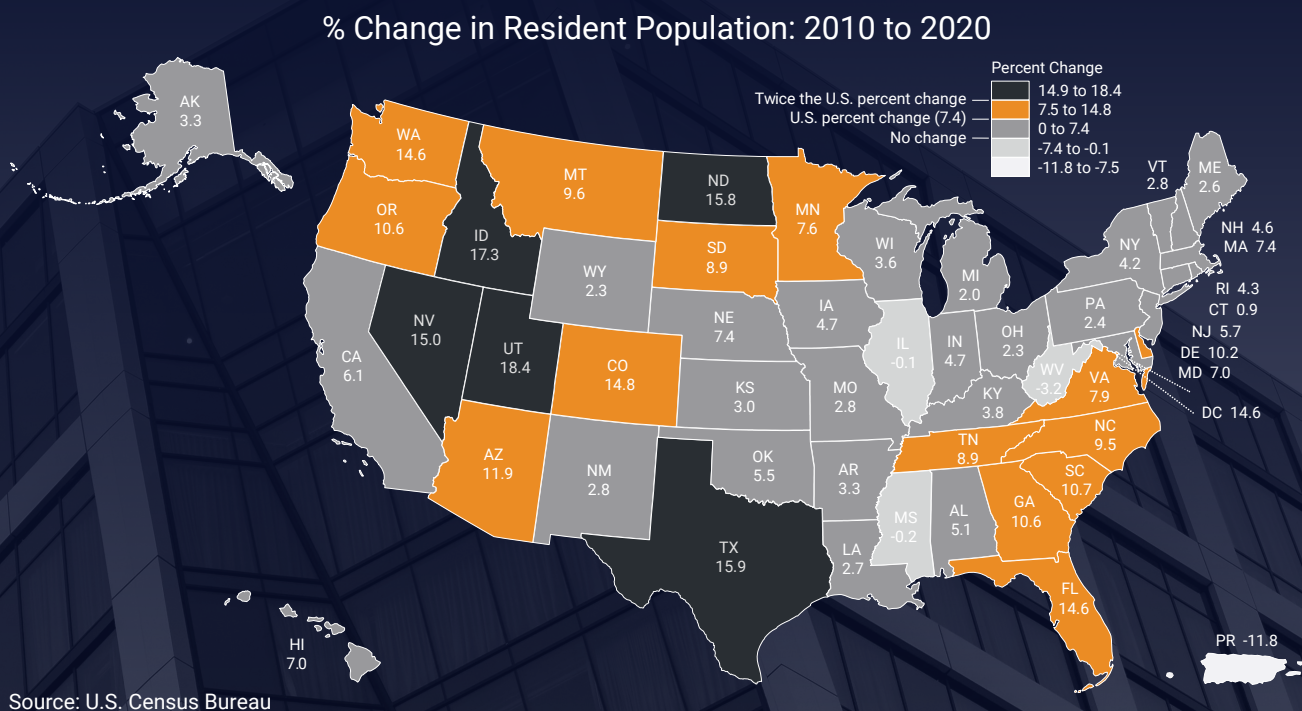 % Change in Resident Population: 2010 to 2020
Percent Change
14.9 to 18.4
Twice the U.S. percent change
7.5 to 14.8
U.S. percent change (7.4)
0 to 7.4
No change
-7.4 to -0.1
-11.8 to -7.5
AK
3.3
WA
14.6
MT
9.6
ND
15.8
MN
7.6
VT
2.8
ME
2.6
OR
10.6
ID
17.3
SD
8.9
WI
3.6
NY
4.2
NH 4.6
MA 7.4
WY
2.3
MI
2.0
RI 4.3
CT 0.9
NJ 5.7
DE 10.2
MD 7.0
DC 14.6
IA
4.7
PA
2.4
NV
15.0
NE
7.4
OH
2.3
IN
4.7
IL
-0.1
UT
18.4
CA
6.1
CO
14.8
WV
-3.2
VA
7.9
KS
3.0
MO
2.8
KY
3.8
NC
9.5
TN
8.9
AZ
11.9
NM
2.8
OK
5.5
AR
3.3
SC
10.7
GA
10.6
MS
-0.2
AL
5.1
TX
15.9
LA
2.7
FL
14.6
HI
7.0
PR -11.8
Source: U.S. Census Bureau